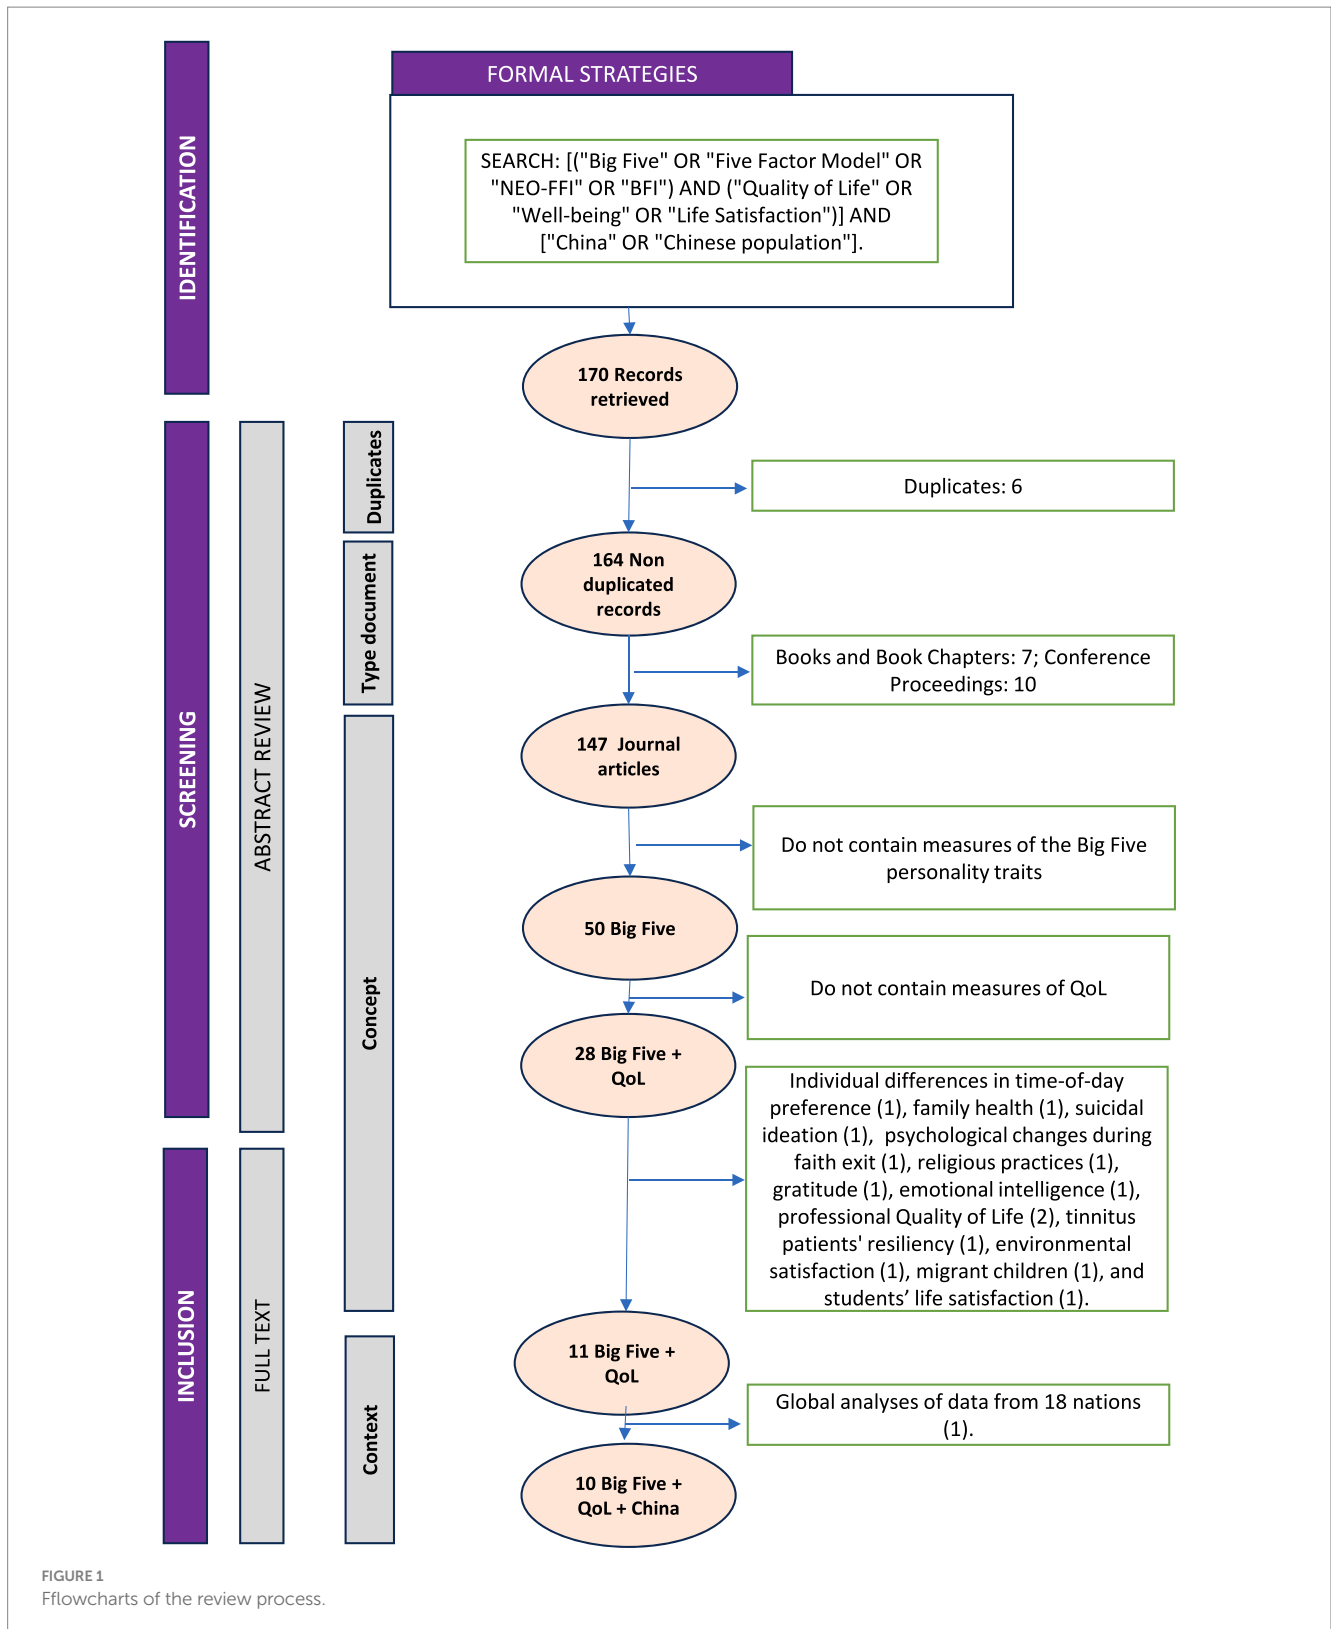 FORMAL STRATEGIES
IDENTIFICATION
SEARCH: [("Big Five" OR "Five Factor Model" OR
"NEO-FFI" OR "BFI") AND ("Quality of Life" OR
"Well-being" OR "Life Satisfaction")] AND
["China" OR "Chinese population"].
170 Records
retrieved
SCREENING
ABSTRACT REVIEW
Duplicates
Duplicates: 6
164 Non
duplicated
records
Type document
Books and Book Chapters: 7; Conference
Proceedings: 10
147  Journal
articles
Concept
Do not contain measures of the Big Five
personality traits
50 Big Five
Do not contain measures of QoL
28 Big Five +
QoL
Individual differences in time-of-day
preference (1), family health (1), suicidal
ideation (1),  psychological changes during
faith exit (1), religious practices (1),
gratitude (1), emotional intelligence (1),
professional Quality of Life (2), tinnitus
patients' resiliency (1), environmental
satisfaction (1), migrant children (1), and
students’ life satisfaction (1).
INCLUSION
FULL TEXT
11 Big Five +
QoL
Context
Global analyses of data from 18 nations
(1).
10 Big Five +
QoL + China
FIGURE 1
Fflowcharts of the review process.